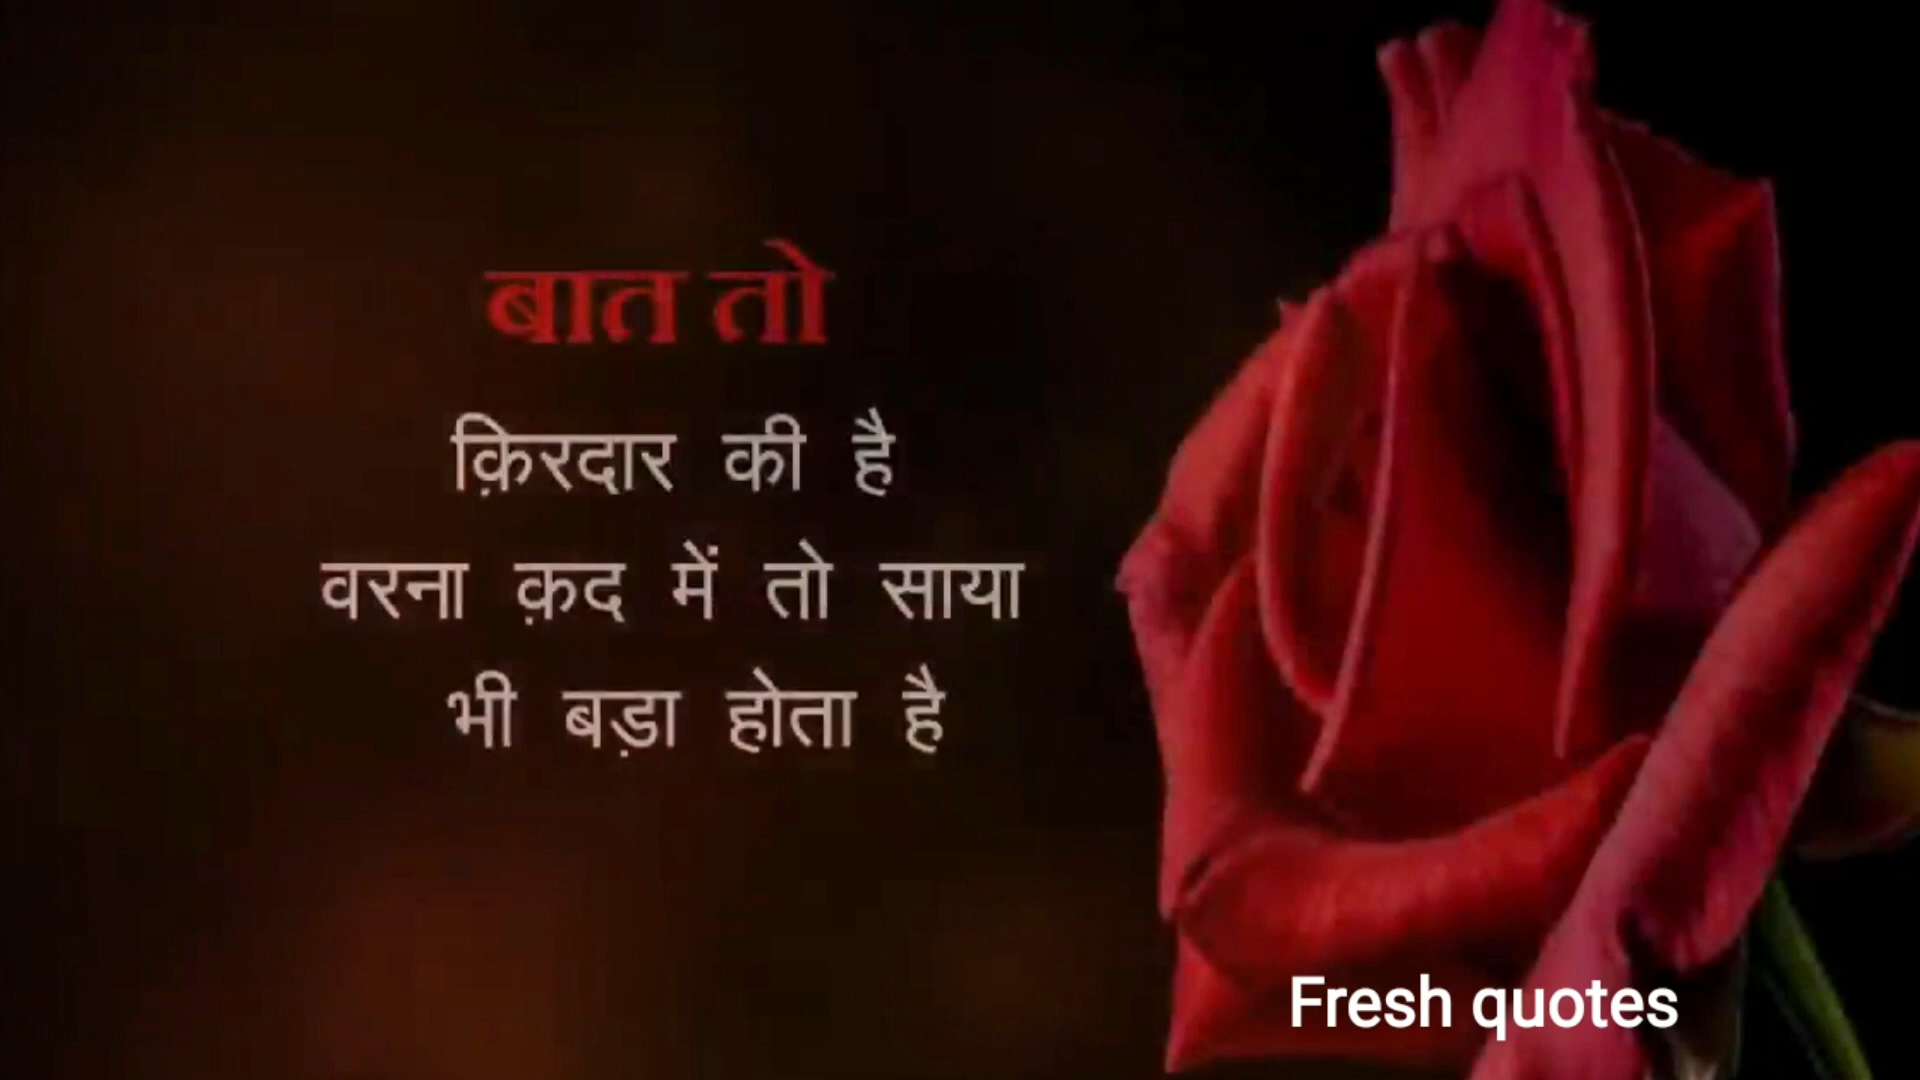 बात तो
क़िरदार की है
वरना क़द में तो साया
भी बड़ा होता है
Fresh quotes